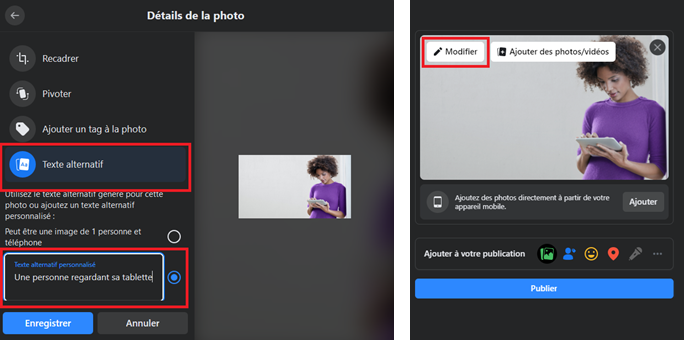 Détails de la photo
Recadrer
Pivoter
Ajouter un tag à la photo
Texte alternatif
Utilisez le texte alternatif généré pour cette
photo ou ajoutez un texte alternatif
personnalisé :
Peut être une image de 1 personne et
téléphone
Texte alternatif personnalisé
Une personne regardant sa tablette
Enregistrer
Annuler
Modifier
Ajouter des photos/vidéos
Ajoutez des photos directement à partir de votre
appareil mobile.
Ajouter
Ajouter à votre publication
Publier